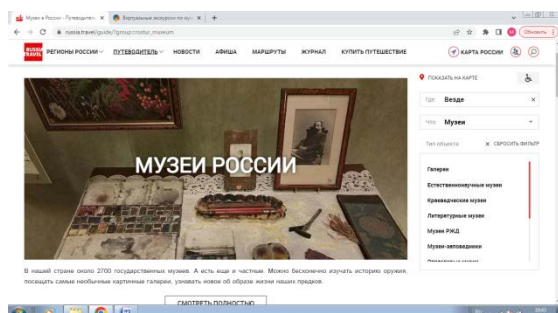 Музеи в России - Путеводитель
Виртуальные экскурсии по муз
russia.travel/guide/?group=rostur_museum
Обновить
RUSSIA
TRAVEL
РЕГИОНЫ РОССИИ
ПУТЕВОДИТЕЛЬ
НОВОСТИ
АФИША
МАРШРУТЫ
ЖУРНАЛ
КУПИТЬ ПУТЕШЕСТВИЕ
КАРТА РОССИИ
МУЗЕИ РОССИИ
ПОКАЗАТЬ НА КАРТЕ
Где: Везде
Что: Музеи
Тип объекта
СБРОСИТЬ ФИЛЬТР
Галереи
Естественнонаучные музеи
Краеведческие музеи
Литературные музеи
Музеи РЖД
Музеи-заповедники
В нашей стране около 2700 государственных музеев. А есть еще и частные. Можно бесконечно изучать историю оружия,
посещать самые необычные картинные галереи, узнавать новое об образе жизни наших предков.
СМОТРЕТЬ ПОЛНОСТЬЮ